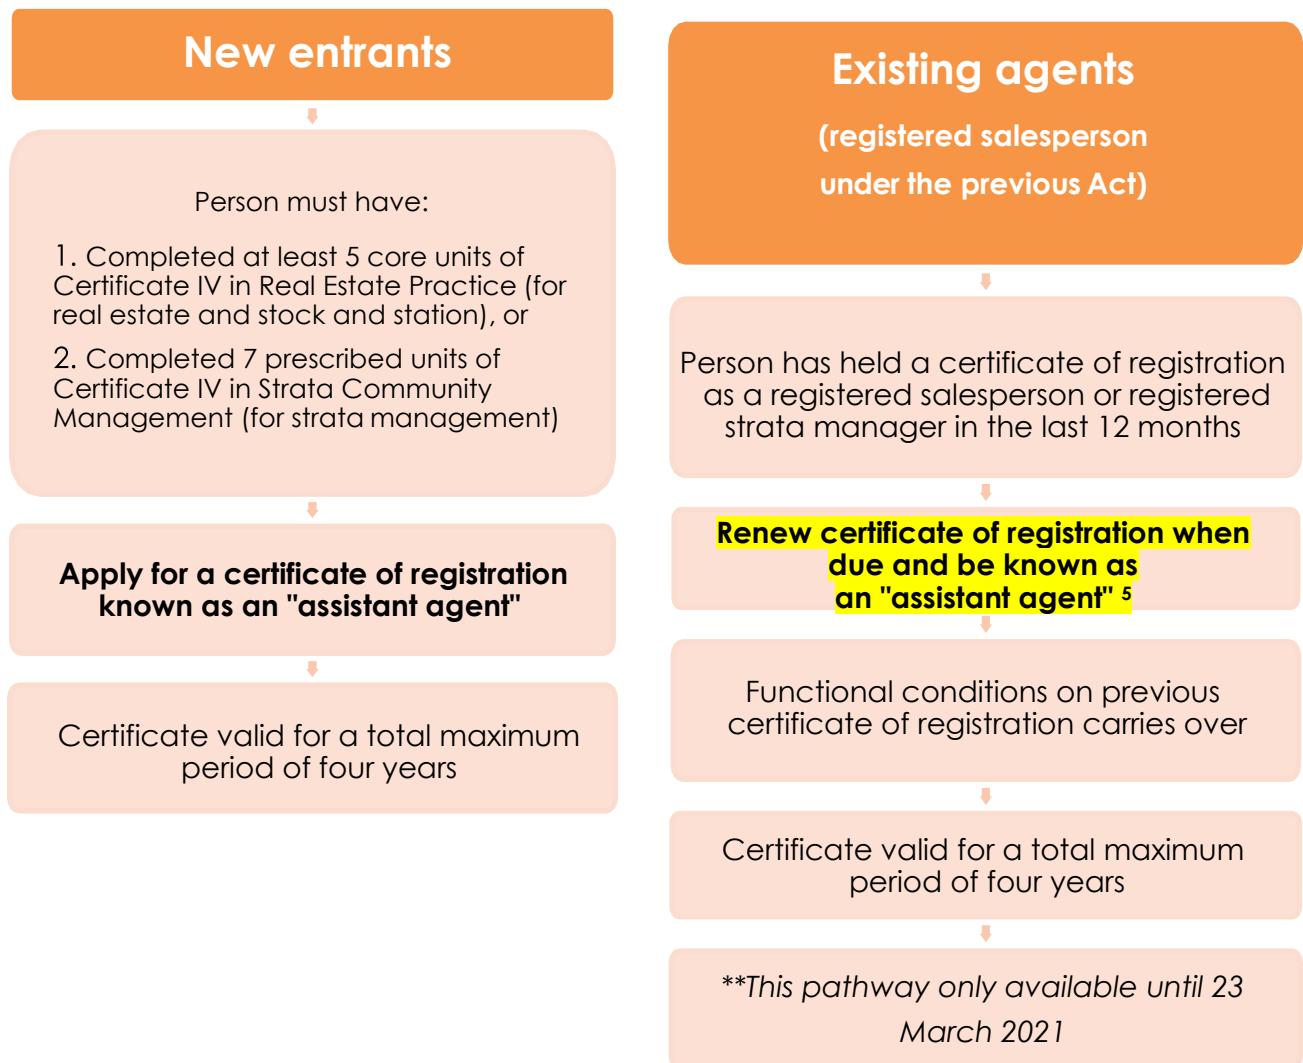 New entrants
Person must have:
1. Completed at least 5 core units of
Certificate IV in Real Estate Practice (for
real estate and stock and station), or
2. Completed 7 prescribed units of
Certificate IV in Strata Community
Management (for strata management)
Apply for a certificate of registration
known as an "assistant agent"
Certificate valid for a total maximum
period of four years
Existing agents
(registered salesperson
under the previous Act)
Person has held a certificate of registration
as a registered salesperson or registered
strata manager in the last 12 months
Renew certificate of registration when
due and be known as
an "assistant agent" 5
Functional conditions on previous
certificate of registration carries over
Certificate valid for a total maximum
period of four years
**This pathway only available until 23
March 2021